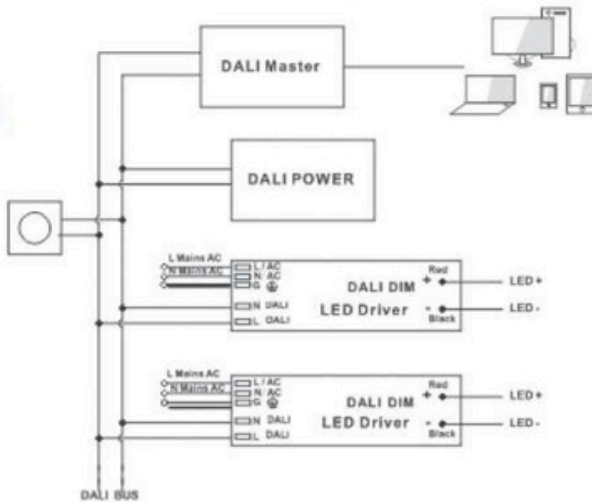 DALI Master
DALI POWER
L Mains AC
N Mains AC
L / AC
N/ AC
G
N DALI
L DALI
DALI DIM
LED Driver
Red
+
-
Black
LED+
LED-
L Mains AC
N Mains AC
L / AC
N/ AC
G
N DALI
L DALI
DALI DIM
LED Driver
Red
+
-
Black
LED+
LED-
DALI BUS